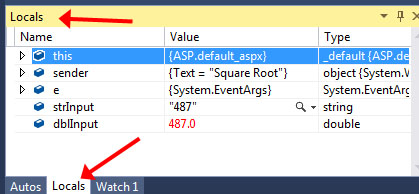 Locals
Name Value Type
this {ASP.default_aspx} _default {ASP.de
sender {Text = "Square Root"} object {System.W
e {System.EventArgs} System.EventArgs
strInput "487" string
dblInput 487.0 double
Autos Locals Watch 1